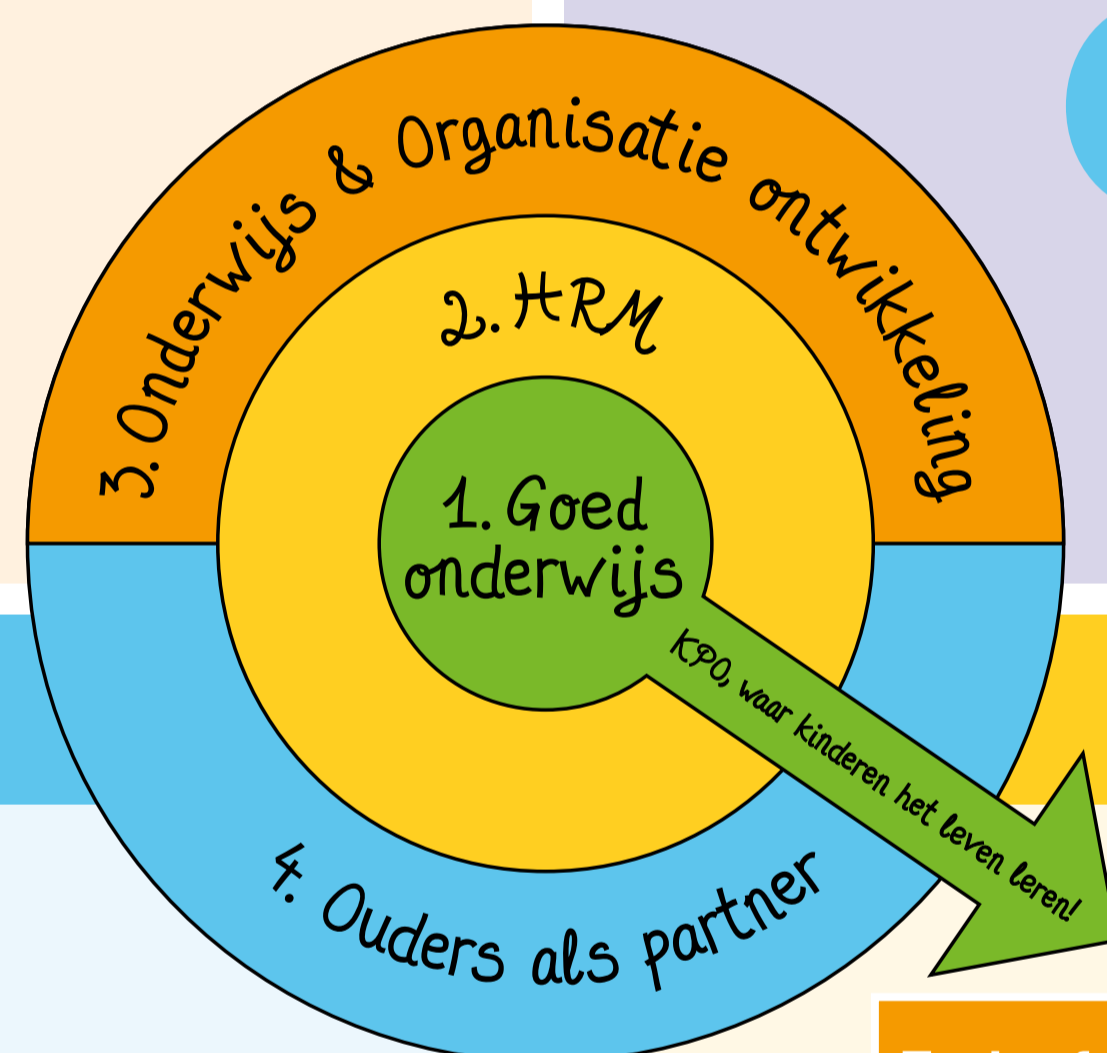 3. Onderwijs & Organisatie ontwikkeling
2. HRM
1. Goed
onderwijs
KPO, waar kinderen het leven leren!
4. Ouders als partner